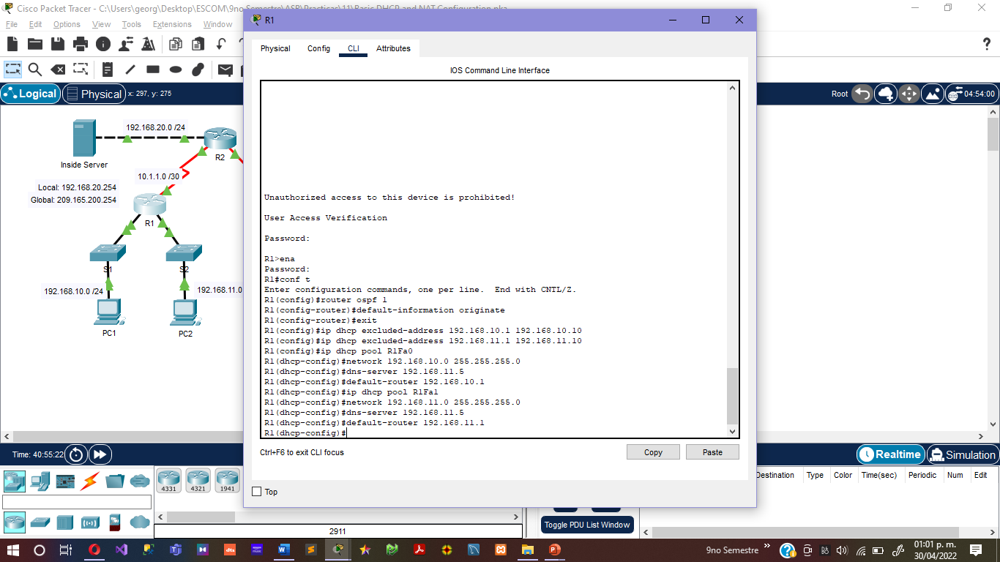 Cisco Packet Tracer - C:\Users\georg\Desktop\ESCOM\9no Semestre\ASR\Practicas\11\Basic DHCP and NAT Configuration.pka
File Edit Options View Tools Extensions Window
R1
Physical Config CLI Attributes
IOS Command Line Interface
Logical Physical x: 297, y: 275
Root 04:54:00
192.168.20.0 /24
Inside Server
R2
10.1.1.0 /30
Local: 192.168.20.254
Global: 209.165.200.254
R1
S1 S2
192.168.10.0 /24 192.168.11.0
PC1 PC2
Unauthorized access to this device is prohibited!
User Access Verification
Password:
R1>ena
Password:
R1#conf t
Enter configuration commands, one per line. End with CNTL/Z.
R1(config)#router ospf 1
R1(config-router)#default-information originate
R1(config-router)#exit
R1(config)#ip dhcp excluded-address 192.168.10.1 192.168.10.10
R1(config)#ip dhcp excluded-address 192.168.11.1 192.168.11.10
R1(config)#ip dhcp pool R1Fa0
R1(dhcp-config)#network 192.168.10.0 255.255.255.0
R1(dhcp-config)#dns-server 192.168.11.5
R1(dhcp-config)#default-router 192.168.10.1
R1(dhcp-config)#ip dhcp pool R1Fa1
R1(dhcp-config)#network 192.168.11.0 255.255.255.0
R1(dhcp-config)#dns-server 192.168.11.5
R1(dhcp-config)#default-router 192.168.11.1
R1(dhcp-config)#
Ctrl+F6 to exit CLI focus
Copy Paste
Top
Time: 40:55:22
Realtime Simulation
4331 4321 1941
2911
Destination Type Color Time(sec) Periodic Num Edit
Toggle PDU List Window
9no Semestre
01:01 p. m.
30/04/2022